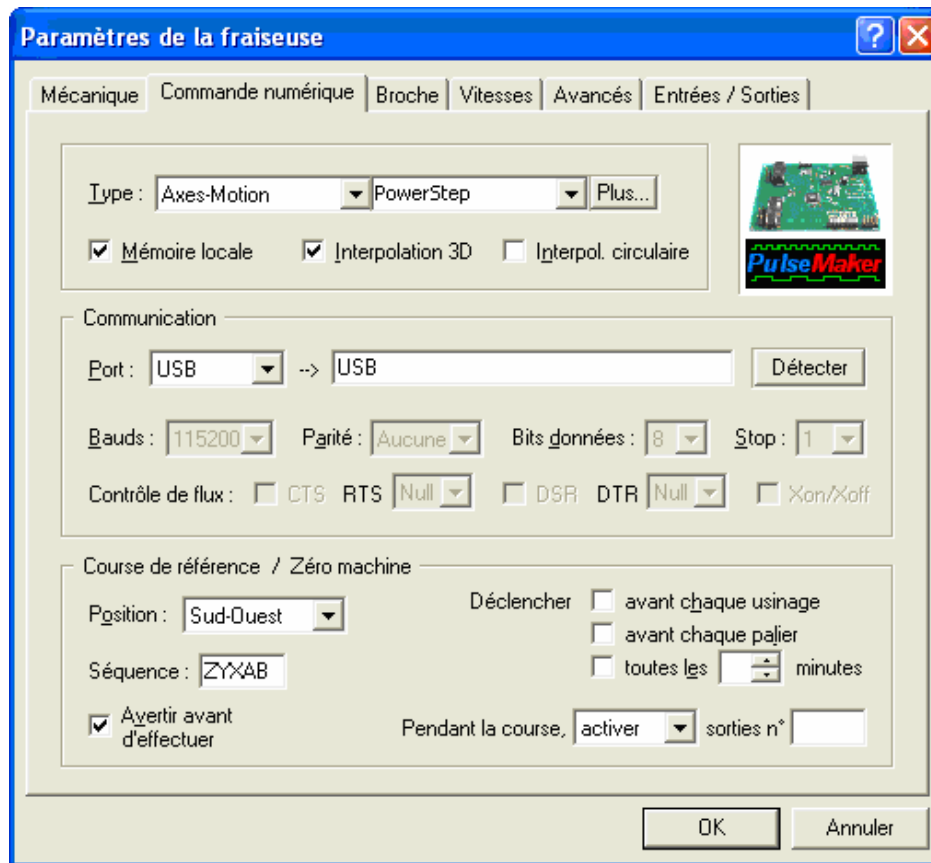 Paramètres de la fraiseuse
Mécanique Commande numérique Broche Vitesses Avancés Entrées / Sorties
Type : Axes-Motion PowerStep Plus...
Mémoire locale Interpolation 3D Interpol. circulaire
PulseMaker
Communication
Port : USB --> USB Détecter
Bauds : 115200 Parité : Aucune Bits données : 8 Stop : 1
Contrôle de flux : CTS RTS Null DSR DTR Null Xon/Xoff
Course de référence / Zéro machine
Position : Sud-Ouest Déclencher avant chaque usinage
avant chaque palier
Séquence : ZYXAB toutes les minutes
Avertir avant
d'effectuer
Pendant la course, activer sorties n°
OK Annuler